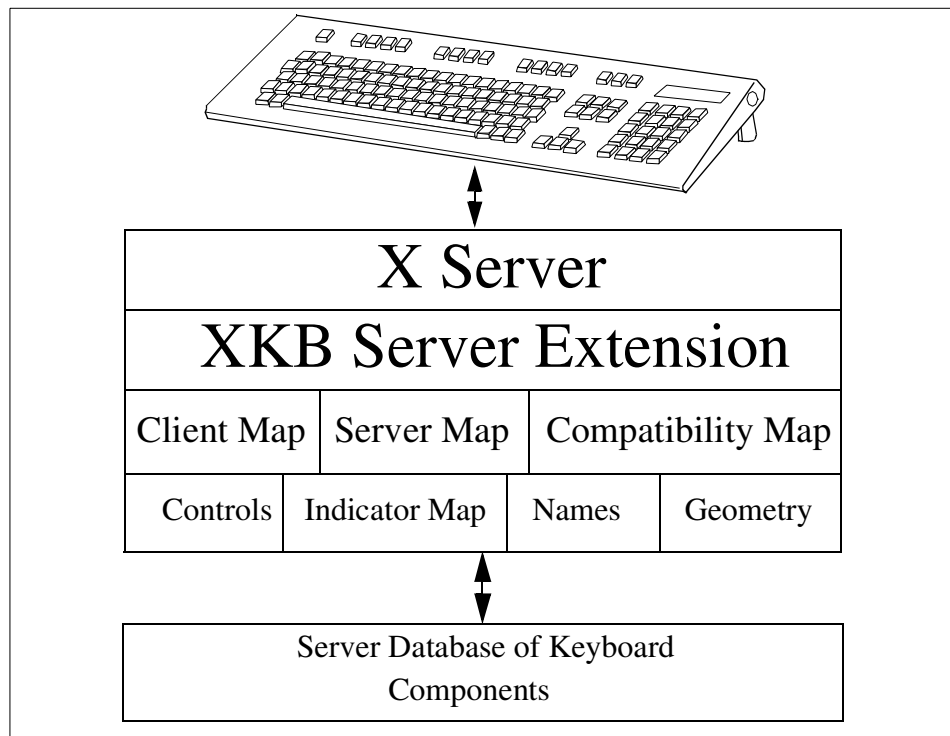 X Server
XKB Server Extension
Client Map Server Map Compatibility Map
Controls Indicator Map Names Geometry
Server Database of Keyboard
Components